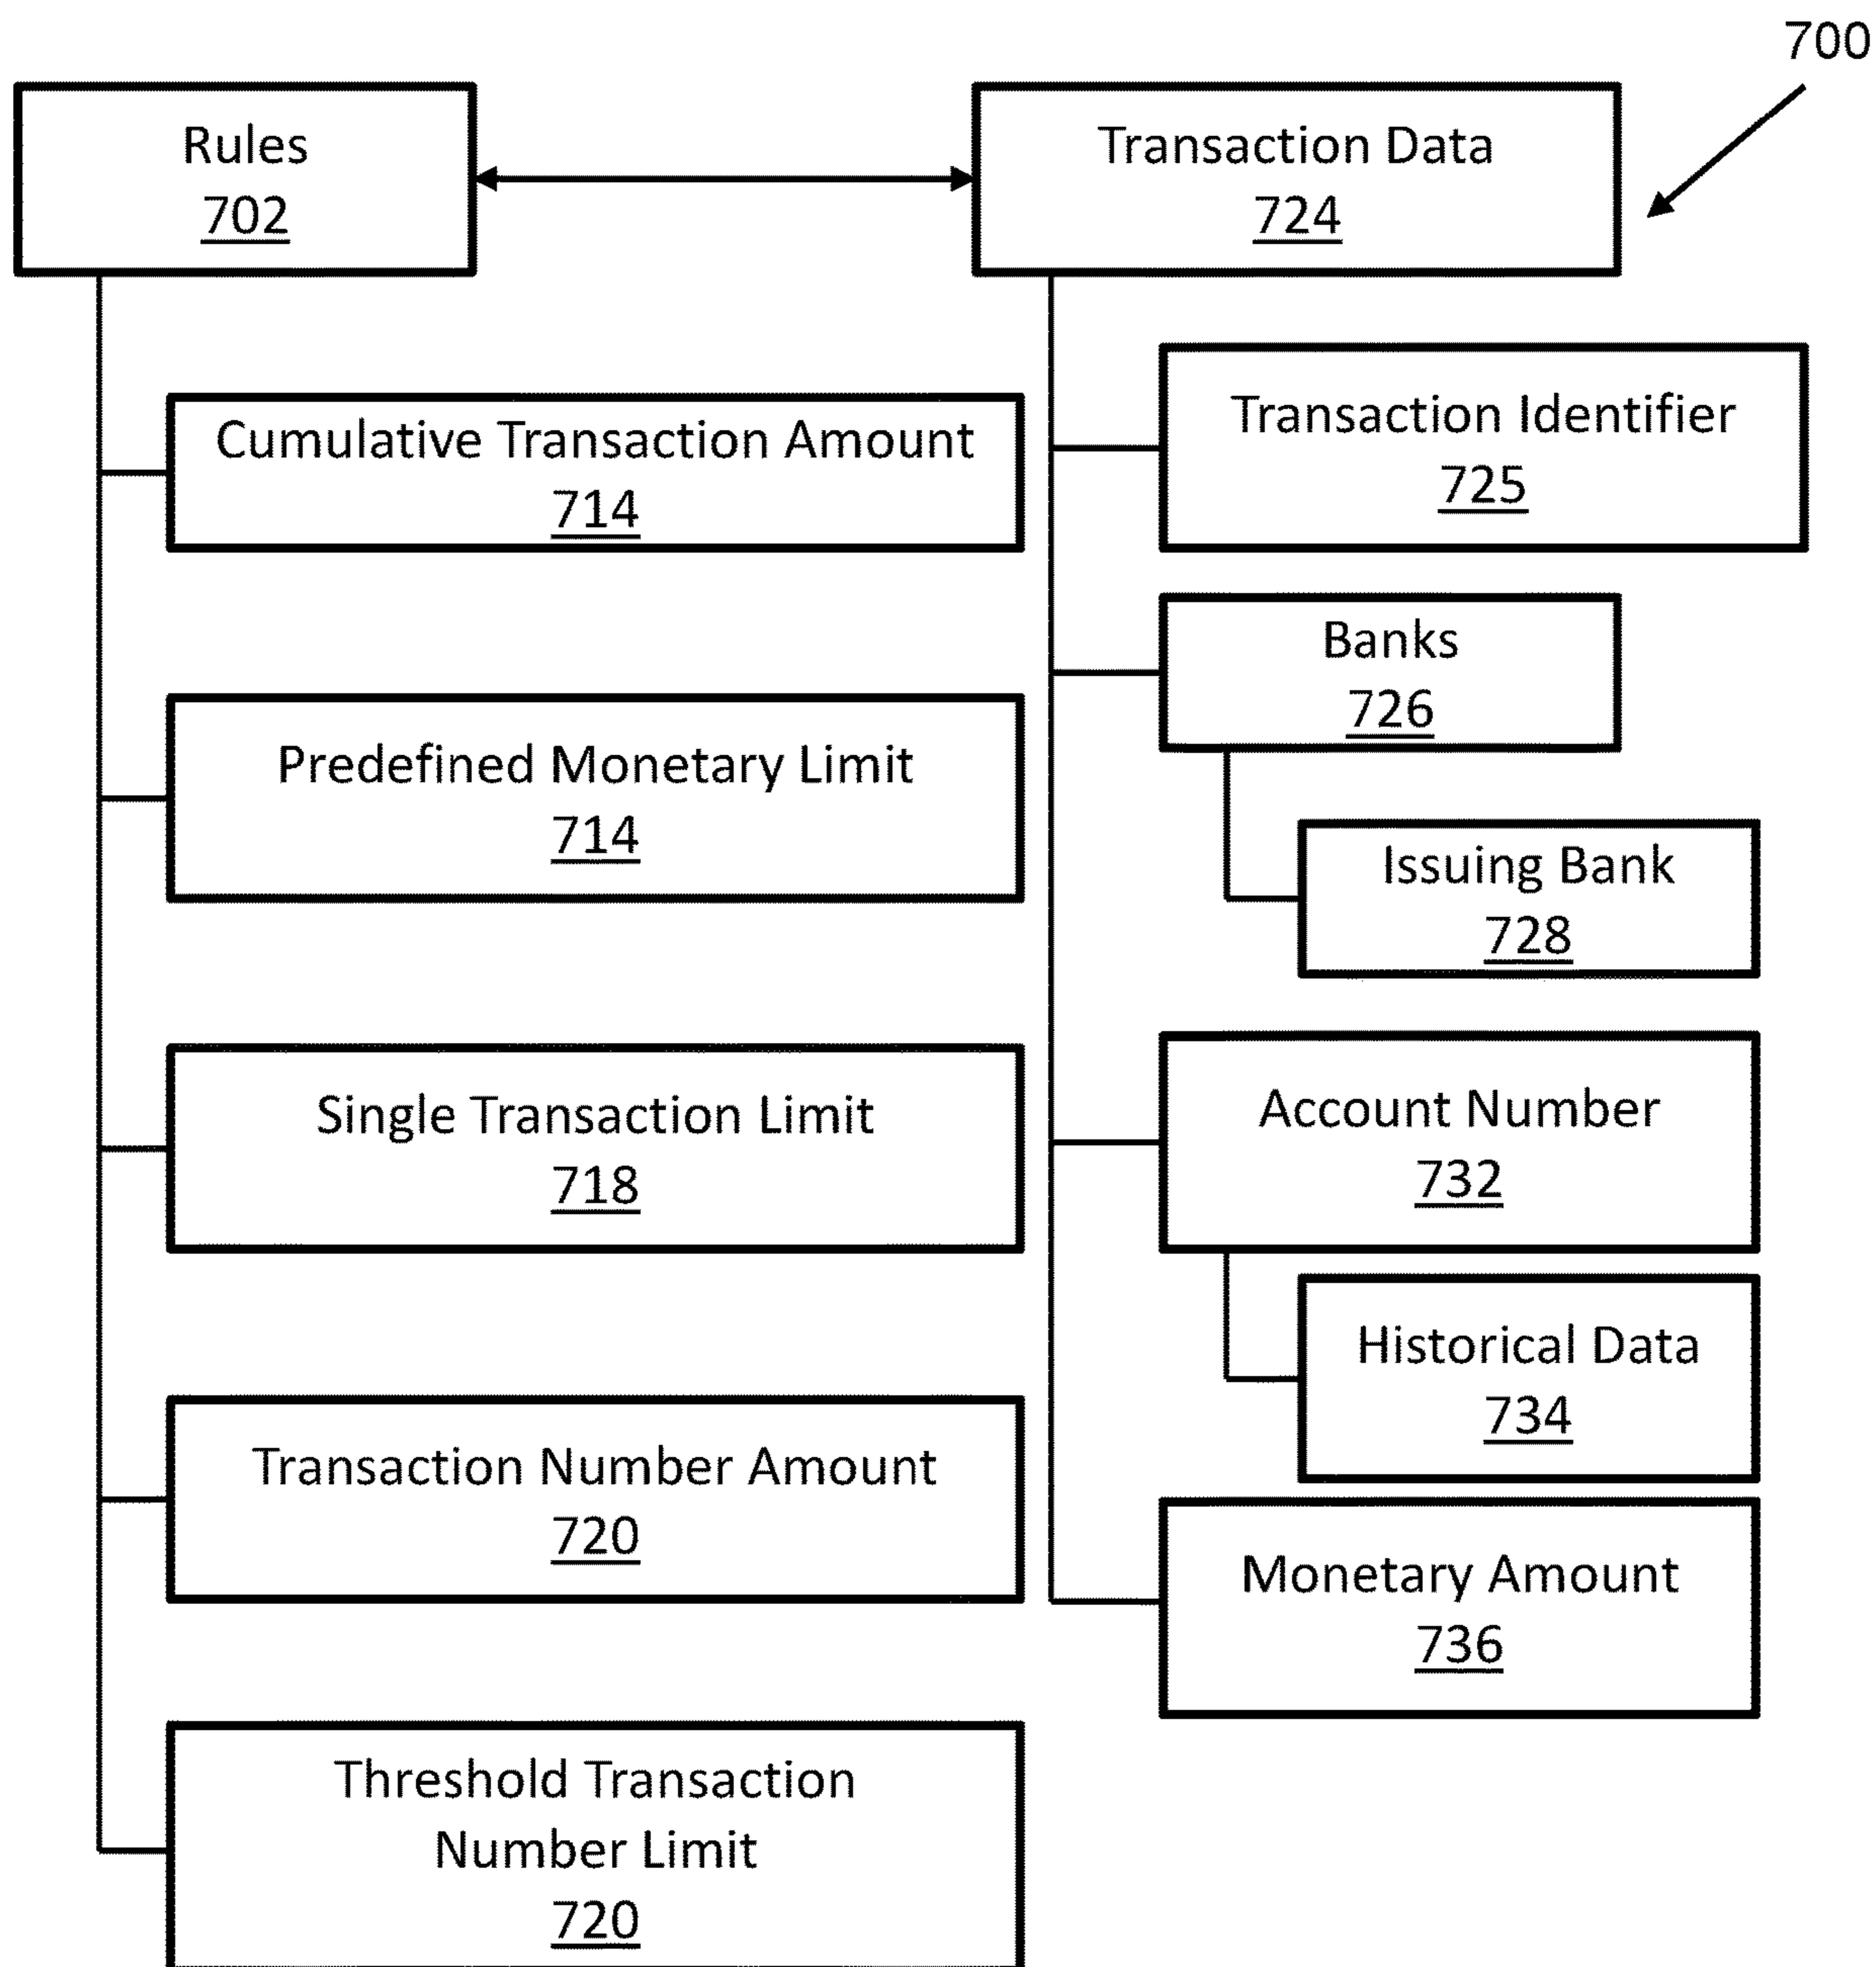 700
Rules
702
Transaction Data
724
Cumulative Transaction Amount
714
Predefined Monetary Limit
714
Single Transaction Limit
718
Transaction Number Amount
720
Threshold Transaction
Number Limit
720
Transaction Identifier
725
Banks
726
Issuing Bank
728
Account Number
732
Historical Data
734
Monetary Amount
736